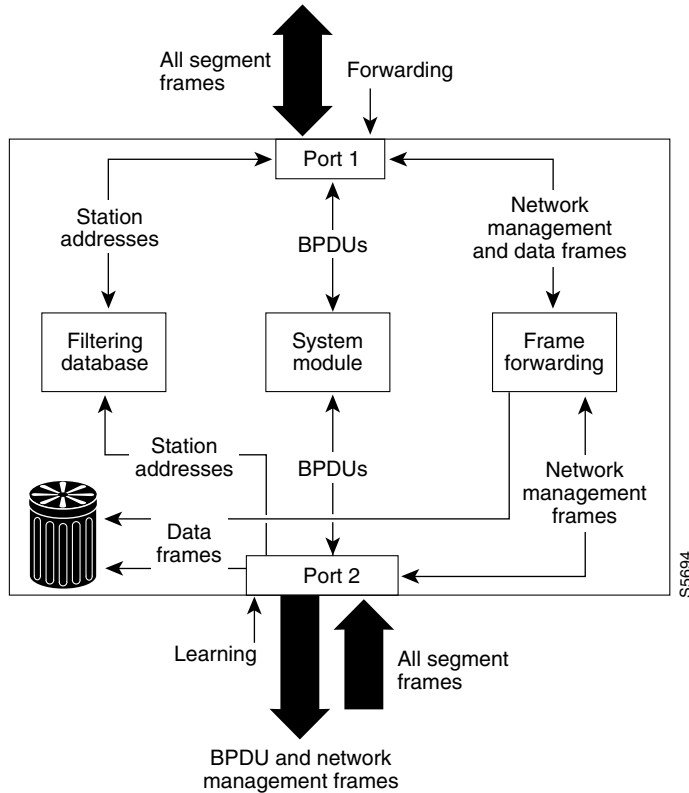 All segment
frames
Forwarding
Port 1
Station
addresses
BPDUs
Network
management
and data frames
Filtering
database
System
module
Frame
forwarding
Station
addresses
BPDUs
Network
management
frames
Data
frames
Port 2
S5694
Learning
All segment
frames
BPDU and network
management frames